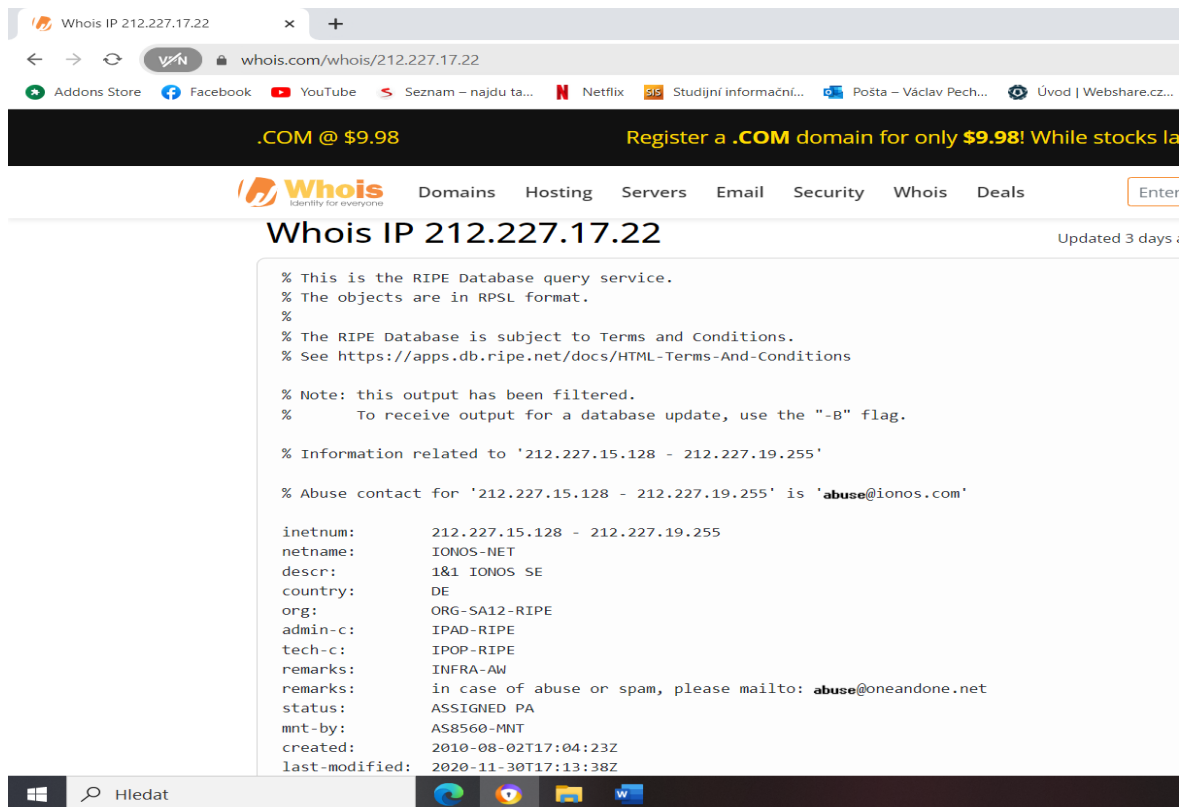 Whois IP 212.227.17.22
VPN whois.com/whois/212.227.17.22
Addons Store Facebook YouTube Seznam – najdu ta... N Netflix SIS Studijní informační... Pošta – Václav Pech... Úvod | Webshare.cz...
.COM @ $9.98 Register a .COM domain for only $9.98! While stocks la
Whois Domains Hosting Servers Email Security Whois Deals Enter
Identity for everyone
Whois IP 212.227.17.22
Updated 3 days a
% This is the RIPE Database query service.
% The objects are in RPSL format.
%
% The RIPE Database is subject to Terms and Conditions.
% See https://apps.db.ripe.net/docs/HTML-Terms-And-Conditions
% Note: this output has been filtered.
% To receive output for a database update, use the "-B" flag.
% Information related to '212.227.15.128 - 212.227.19.255'
% Abuse contact for '212.227.15.128 - 212.227.19.255' is 'abuse@ionos.com'
inetnum: 212.227.15.128 - 212.227.19.255
netname: IONOS-NET
descr: 1&1 IONOS SE
country: DE
org: ORG-SA12-RIPE
admin-c: IPAD-RIPE
tech-c: IPOP-RIPE
remarks: INFRA-AW
remarks: in case of abuse or spam, please mailto: abuse@oneandone.net
status: ASSIGNED PA
mnt-by: AS8560-MNT
created: 2010-08-02T17:04:23Z
last-modified: 2020-11-30T17:13:38Z
Hledat